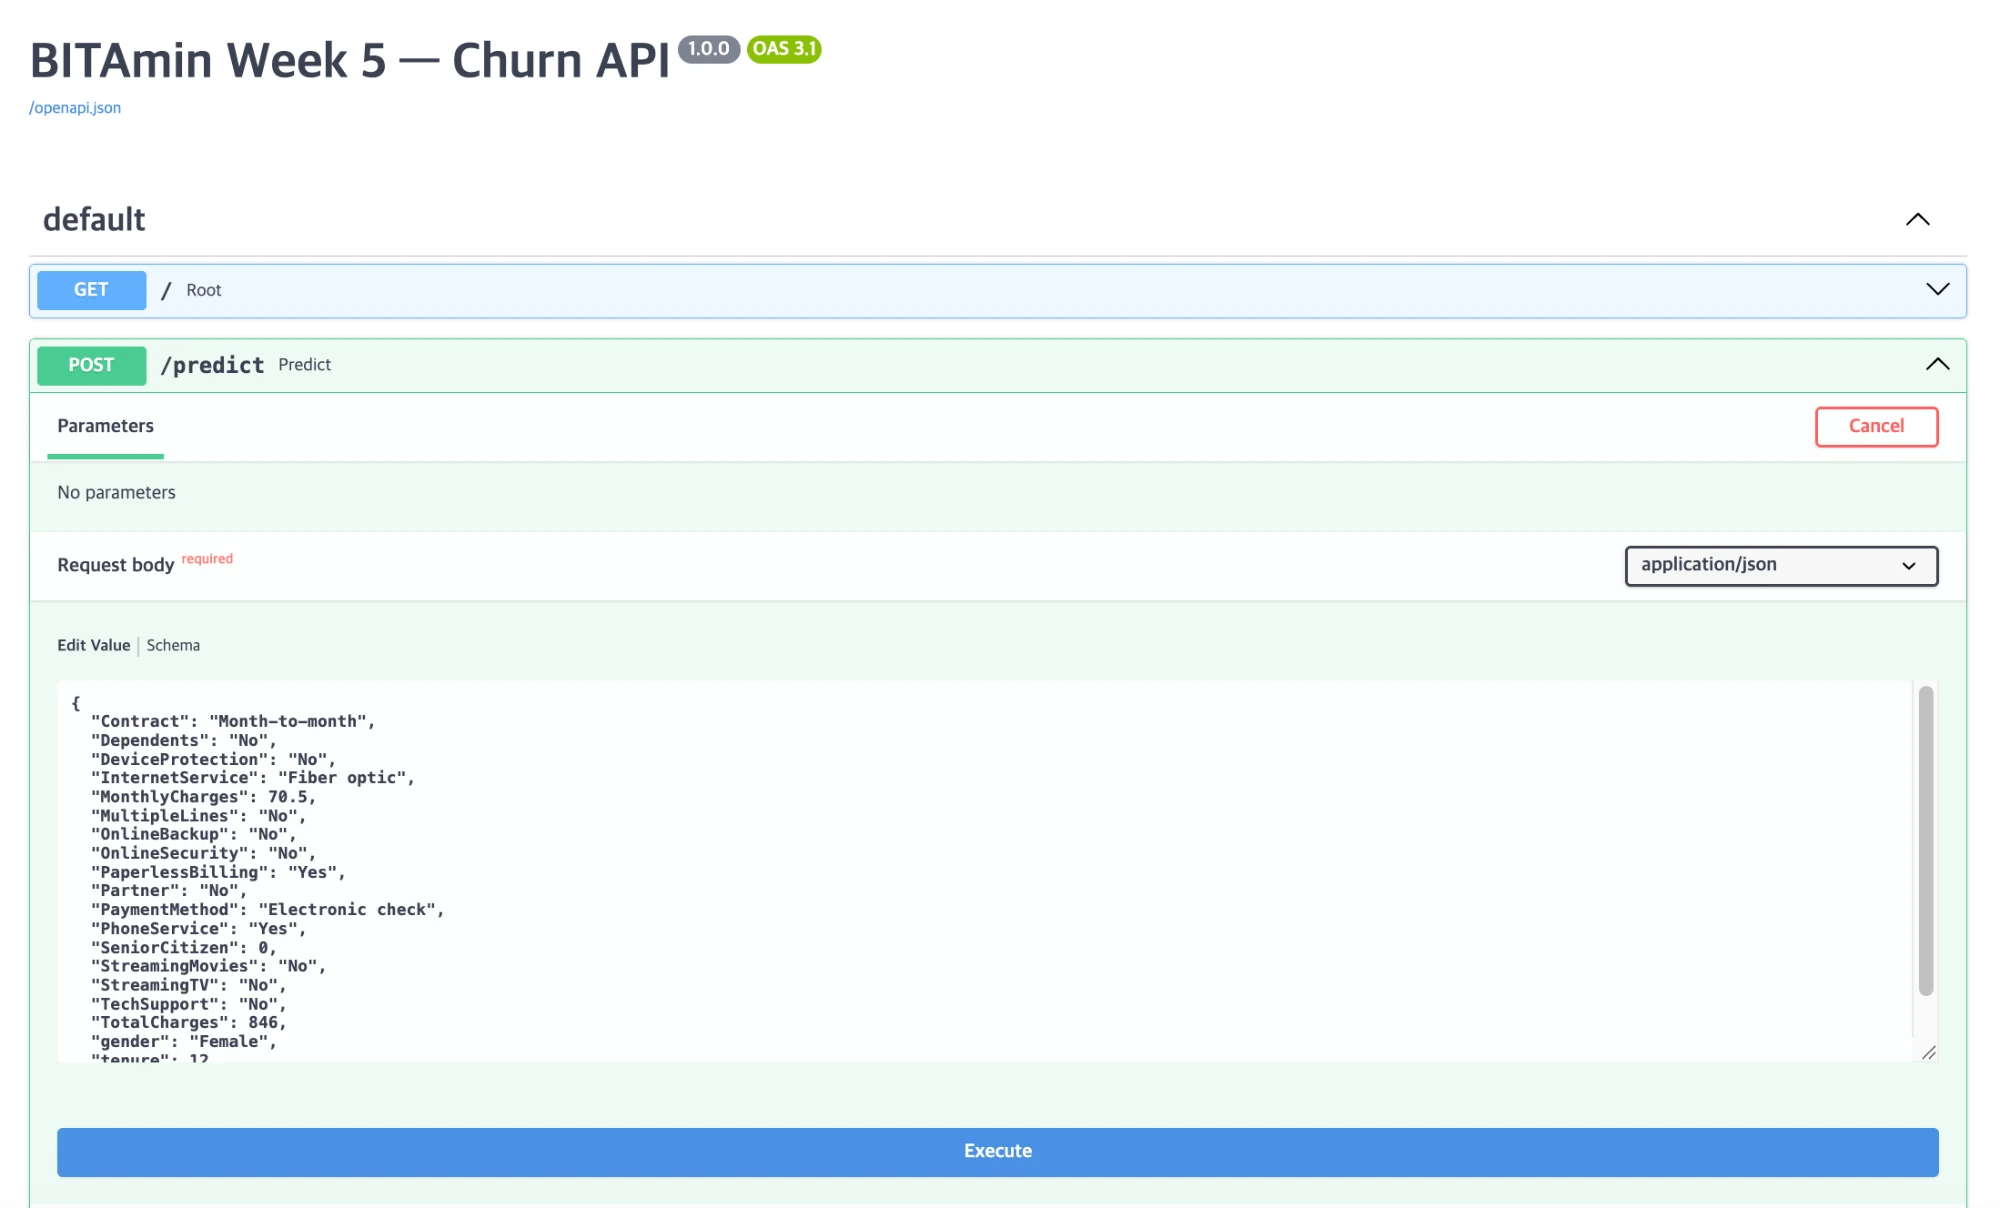 BITAmin Week 5 — Churn API 1.0.0 OAS 3.1
/openapi.json
default
GET / Root
POST /predict Predict
Parameters
Cancel
No parameters
Request body required
application/json
Edit Value | Schema
{
"Contract": "Month-to-month",
"Dependents": "No",
"DeviceProtection": "No",
"InternetService": "Fiber optic",
"MonthlyCharges": 70.5,
"MultipleLines": "No",
"OnlineBackup": "No",
"OnlineSecurity": "No",
"PaperlessBilling": "Yes",
"Partner": "No",
"PaymentMethod": "Electronic check",
"PhoneService": "Yes",
"SeniorCitizen": 0,
"StreamingMovies": "No",
"StreamingTV": "No",
"TechSupport": "No",
"TotalCharges": 846,
"gender": "Female",
"tenure": 12
Execute